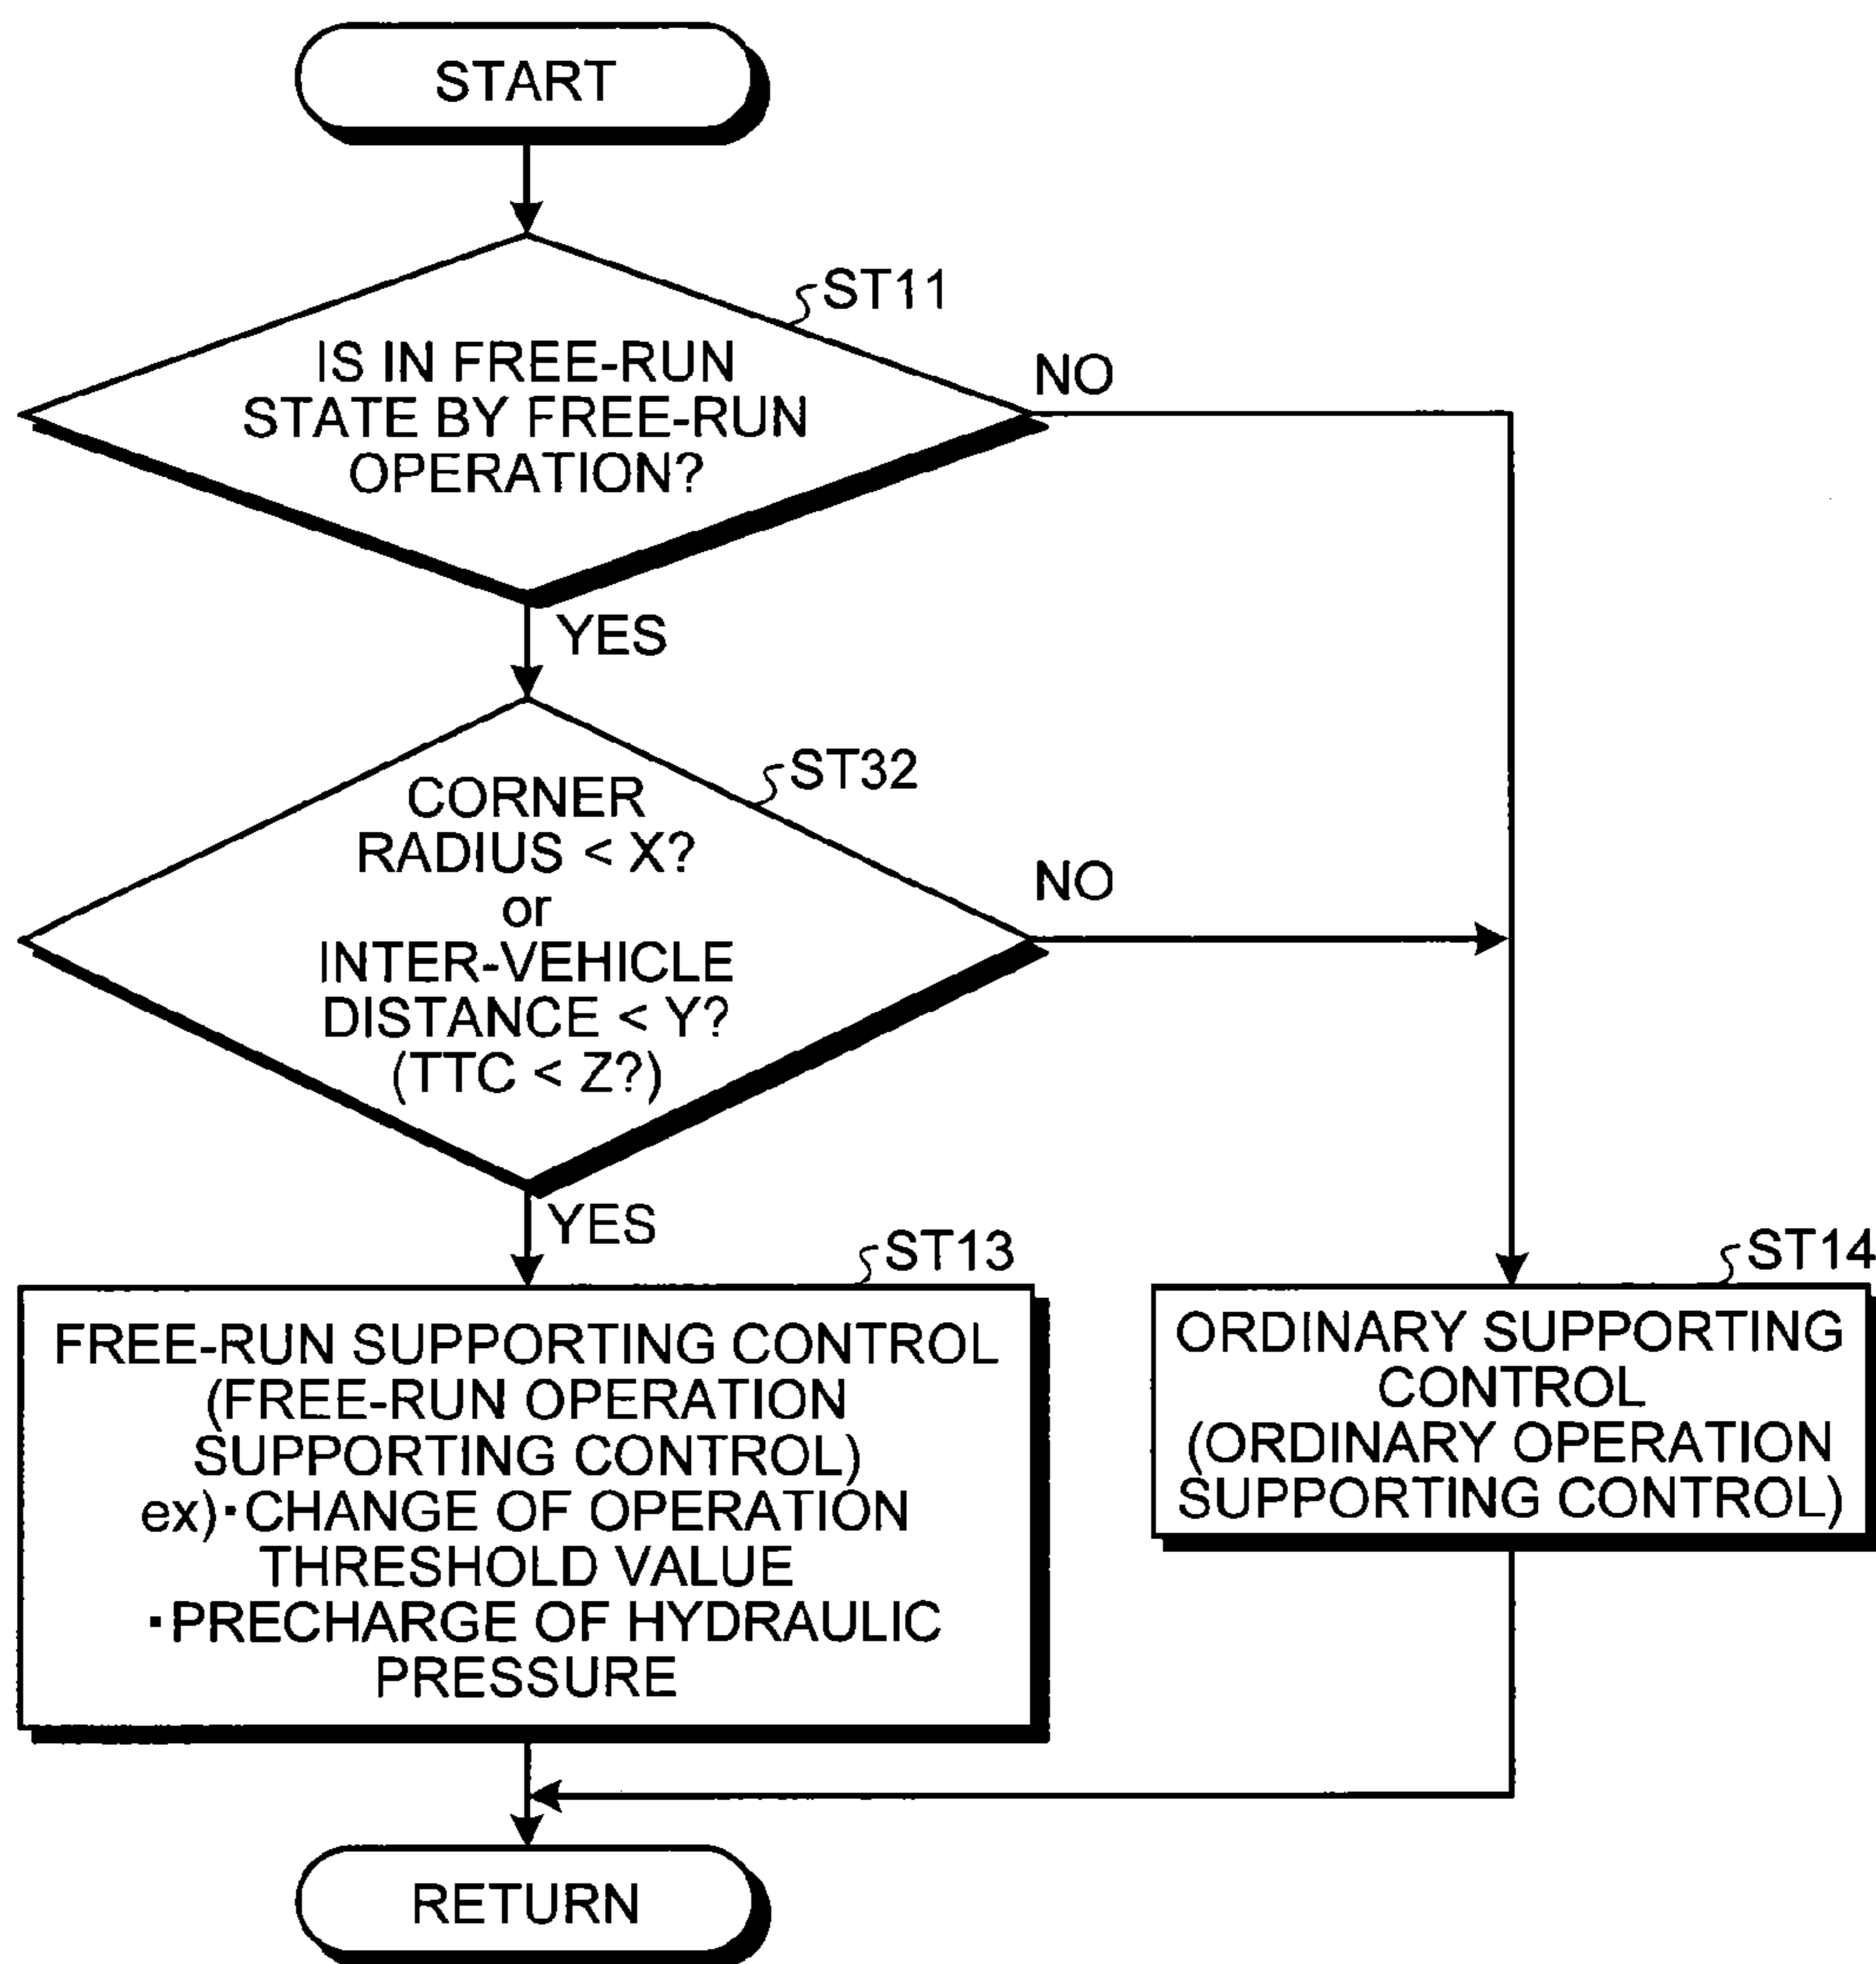 START
ST11
IS IN FREE-RUN
STATE BY FREE-RUN
OPERATION?
NO
YES
ST32
CORNER
RADIUS < X?
or
INTER-VEHICLE
DISTANCE < Y?
(TTC < Z?)
NO
YES
ST13
FREE-RUN SUPPORTING CONTROL
(FREE-RUN OPERATION
SUPPORTING CONTROL)
ex)・CHANGE OF OPERATION
THRESHOLD VALUE
・PRECHARGE OF HYDRAULIC
PRESSURE
ST14
ORDINARY SUPPORTING
CONTROL
(ORDINARY OPERATION
SUPPORTING CONTROL)
RETURN